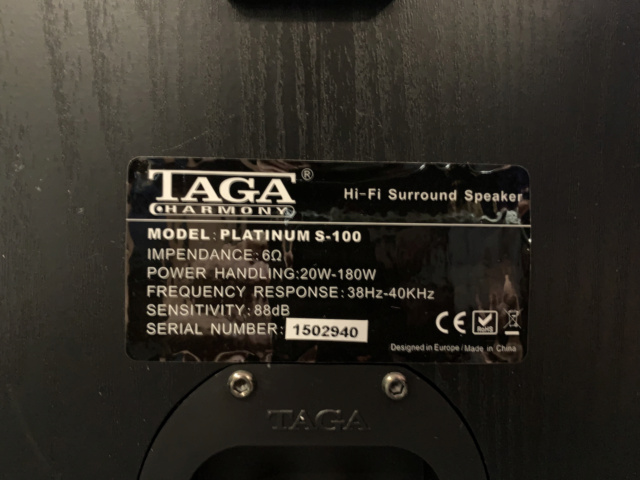 TAGA®
HARMONY
Hi-Fi Surround Speaker
MODEL: PLATINUM S-100
IMPENDANCE:6Ω
POWER HANDLING:20W-180W
FREQUENCY RESPONSE:38Hz-40KHz
SENSITIVITY:88dB
SERIAL NUMBER: 1502940
CE RoHS
Designed in Europe/Made in China
TAGA